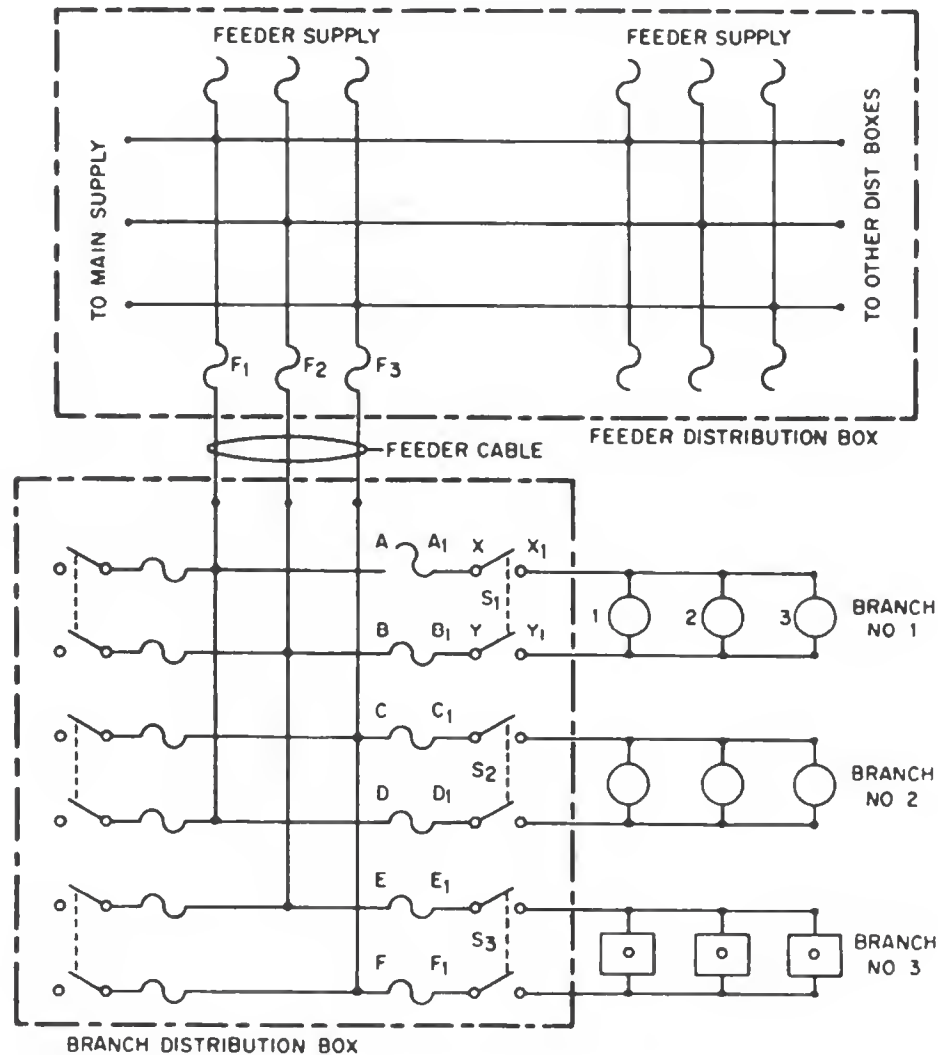 FEEDER SUPPLY
FEEDER SUPPLY
TO MAIN SUPPLY
TO OTHER DIST BOXES
F1 F2 F3
FEEDER DISTRIBUTION BOX
FEEDER CABLE
A A1 X X1
S1
1 2 3
BRANCH
NO 1
B B1 Y Y1
C C1
S2
BRANCH
NO 2
D D1
E E1
S3
BRANCH
NO 3
F F1
BRANCH DISTRIBUTION BOX